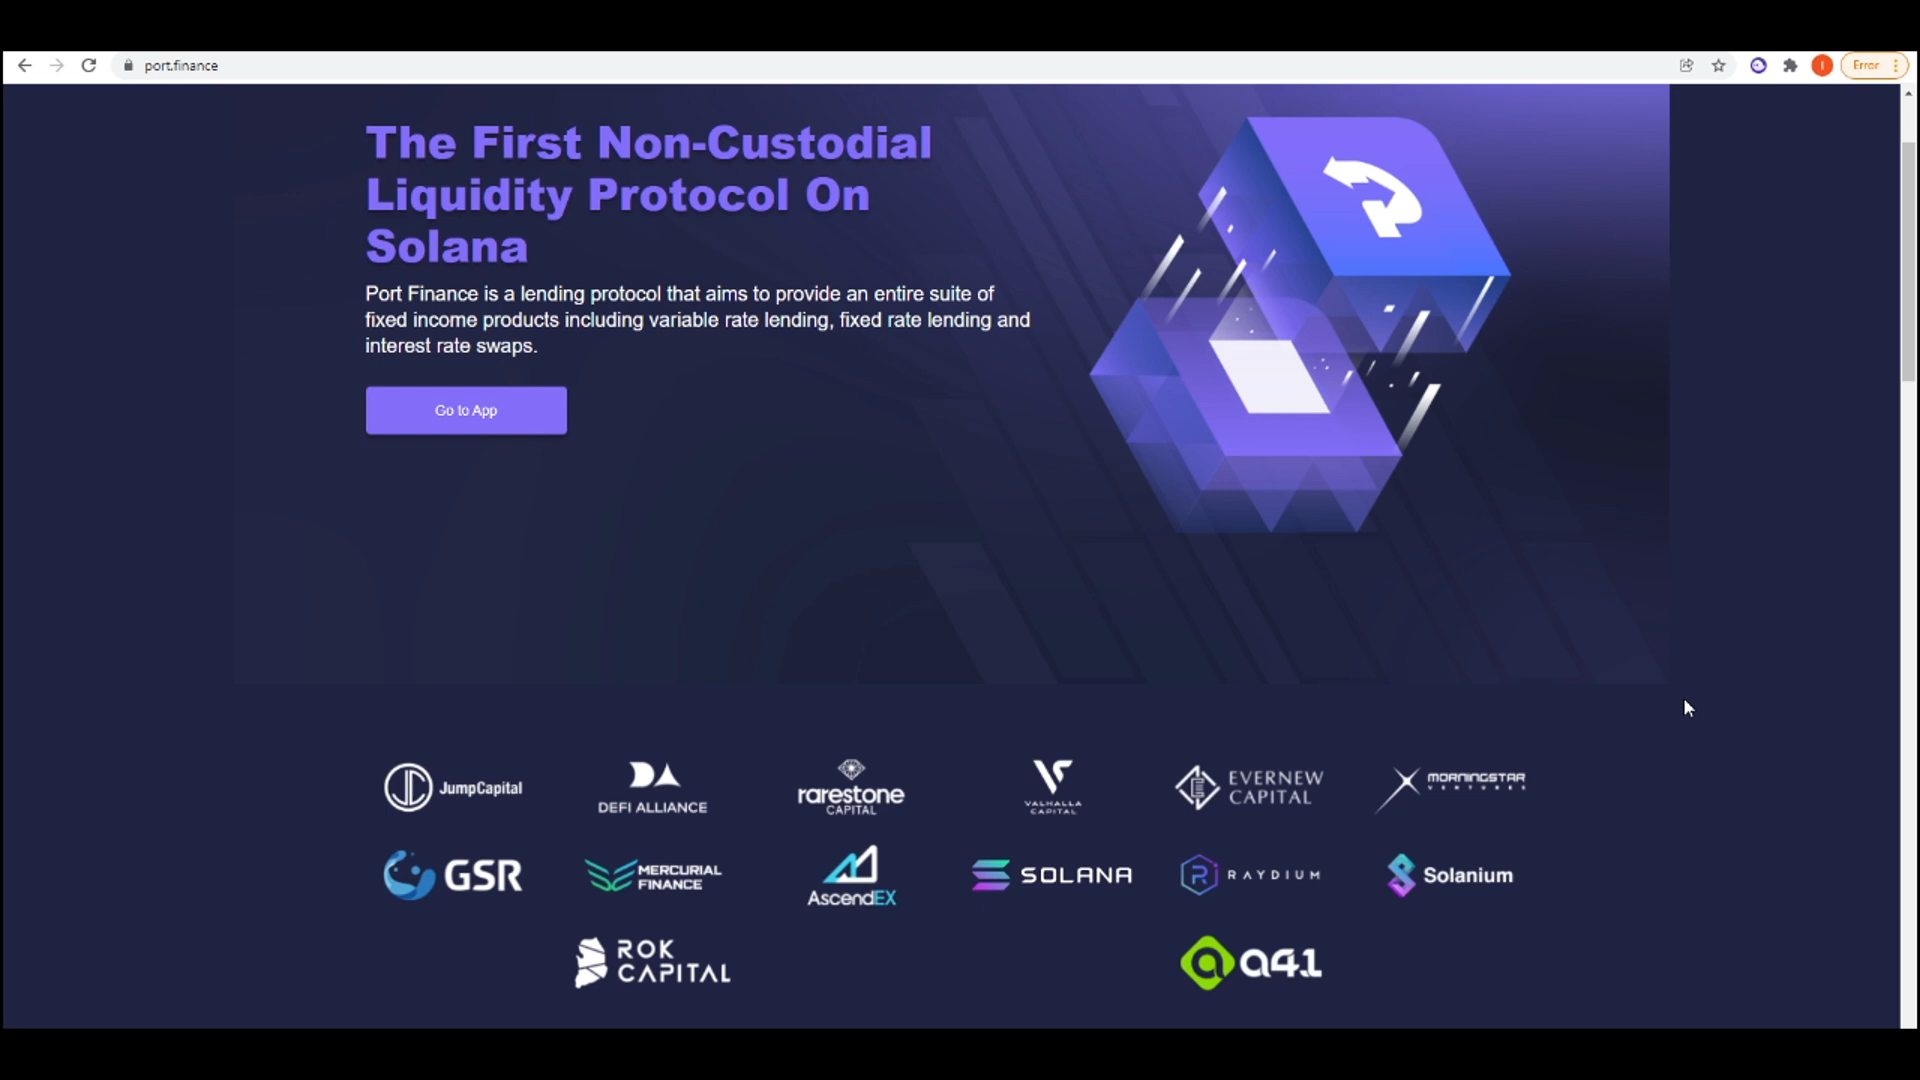 port.finance
Error
The First Non-Custodial
Liquidity Protocol On
Solana
Port Finance is a lending protocol that aims to provide an entire suite of
fixed income products including variable rate lending, fixed rate lending and
interest rate swaps.
Go to App
JumpCapital
DEFI ALLIANCE
rarestone
CAPITAL
VALHALLA
CAPITAL
EVERNEW
CAPITAL
MORNINGSTAR
VENTURES
GSR
MERCURIAL
FINANCE
AscendEX
SOLANA
RAYDIUM
Solanium
ROK
CAPITAL
a41